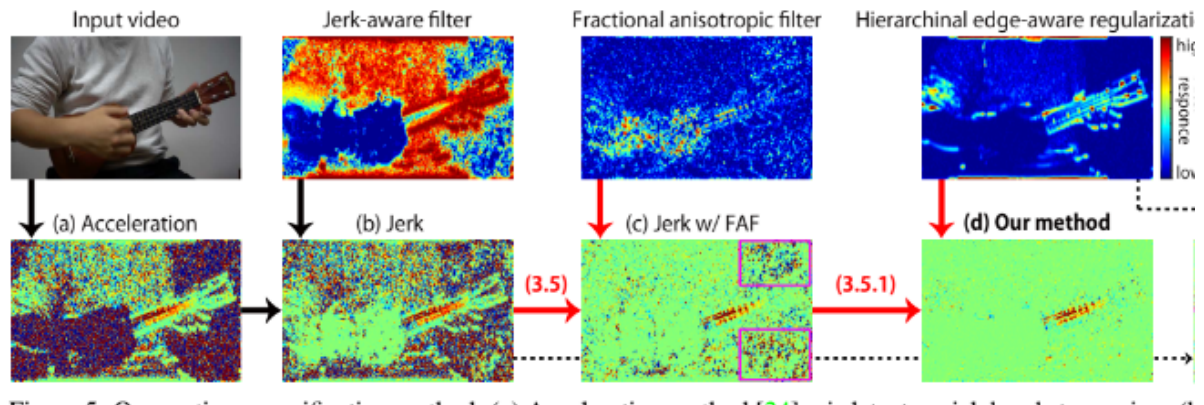 Input video
Jerk-aware filter
Fractional anisotropic filter
Hierarchinal edge-aware regularizatio
hig
responce
low
(a) Acceleration
(b) Jerk
(c) Jerk w/ FAF
(d) Our method
(3.5)
(3.5.1)